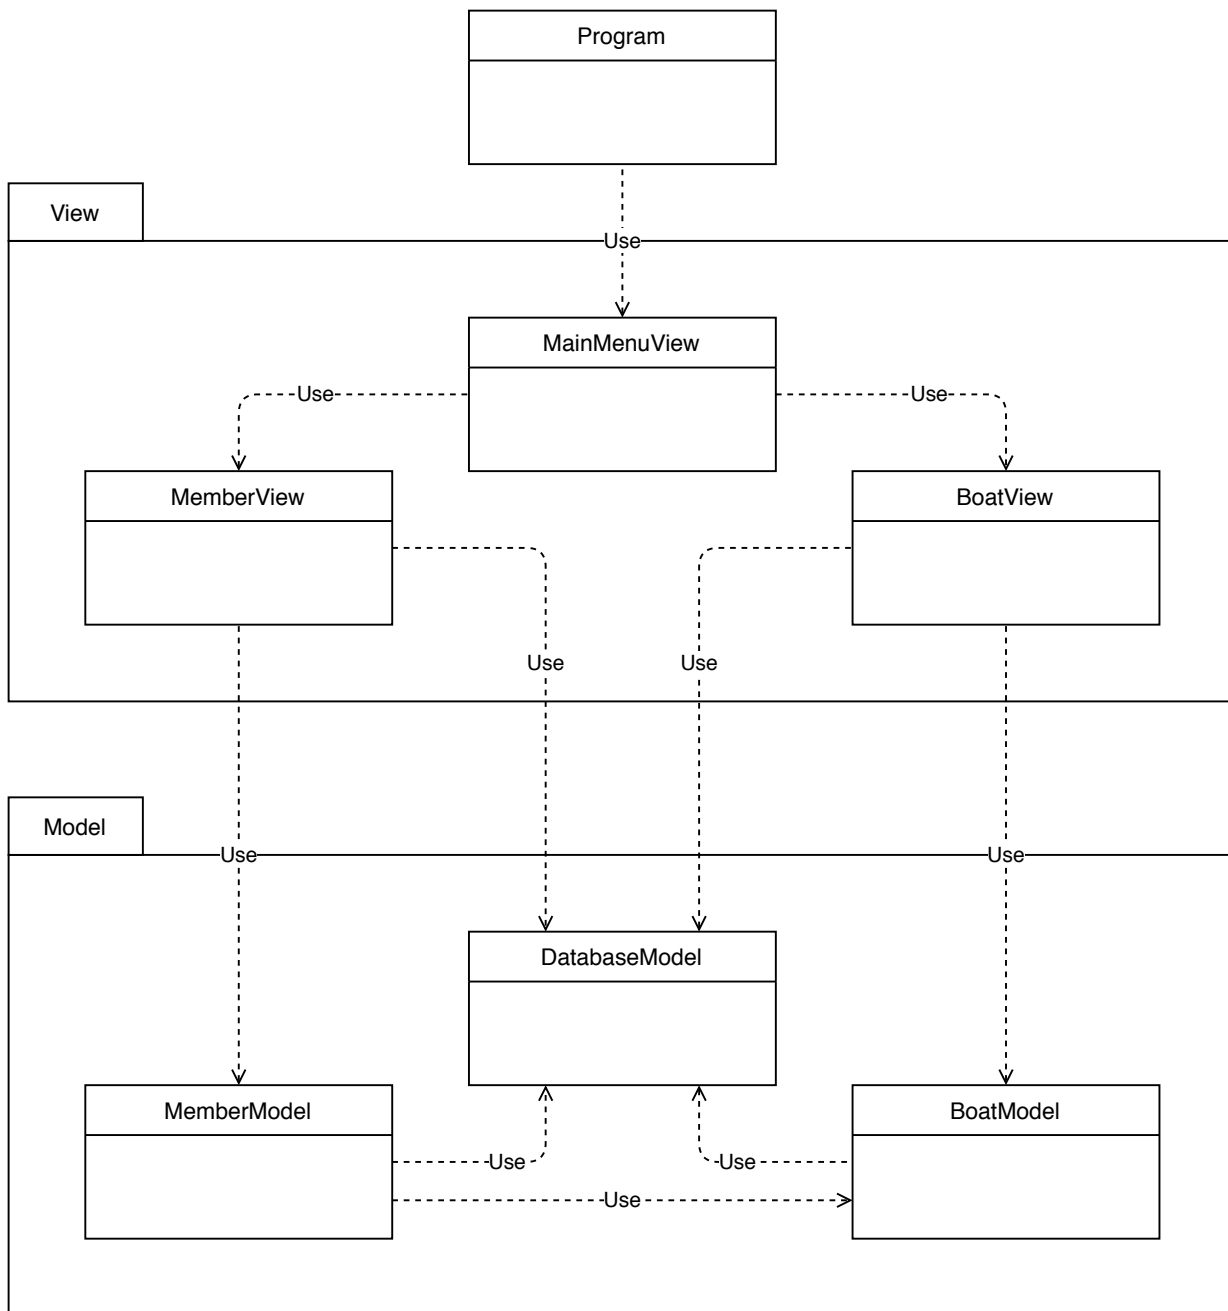 Program
View
Use
MainMenuView
Use
Use
MemberView
BoatView
Use
Use
Model
Use
Use
DatabaseModel
MemberModel
BoatModel
Use
Use
Use